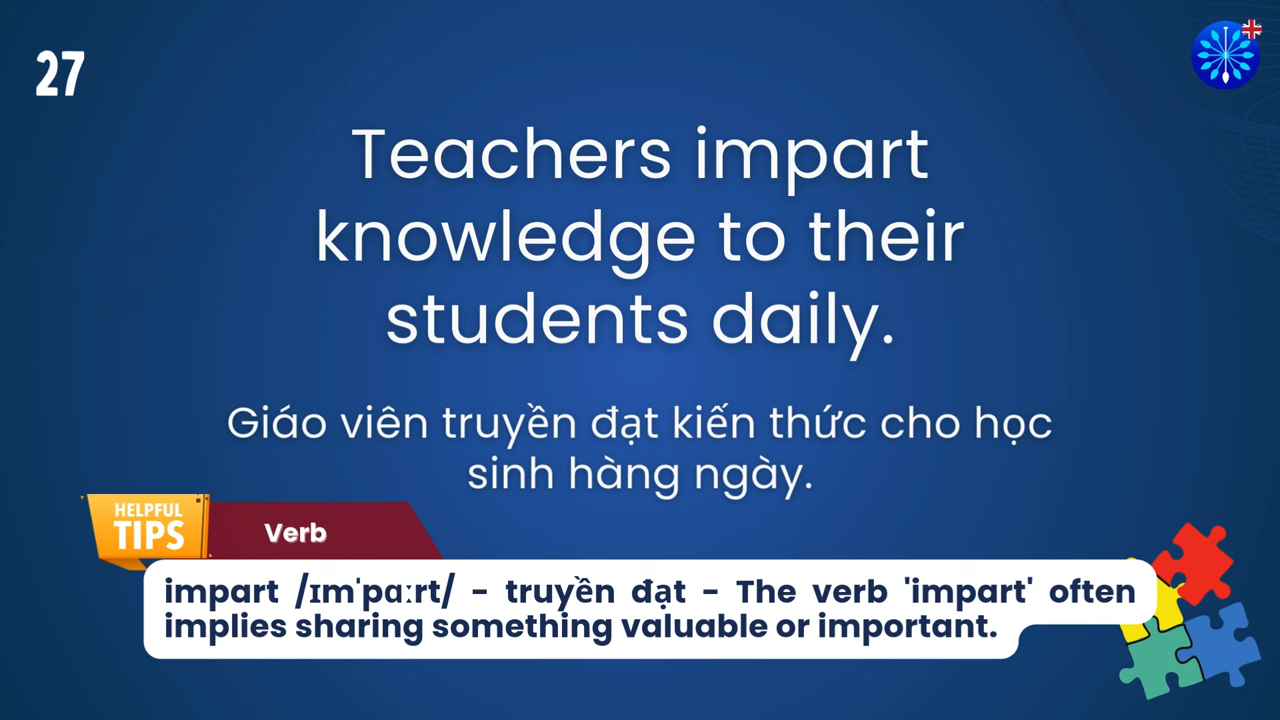 27
Teachers impart
knowledge to their
students daily.
Giáo viên truyền đạt kiến thức cho học
sinh hàng ngày.
HELPFUL
TIPS
Verb
impart /ɪmˈpɑːrt/ - truyền đạt - The verb 'impart' often
implies sharing something valuable or important.